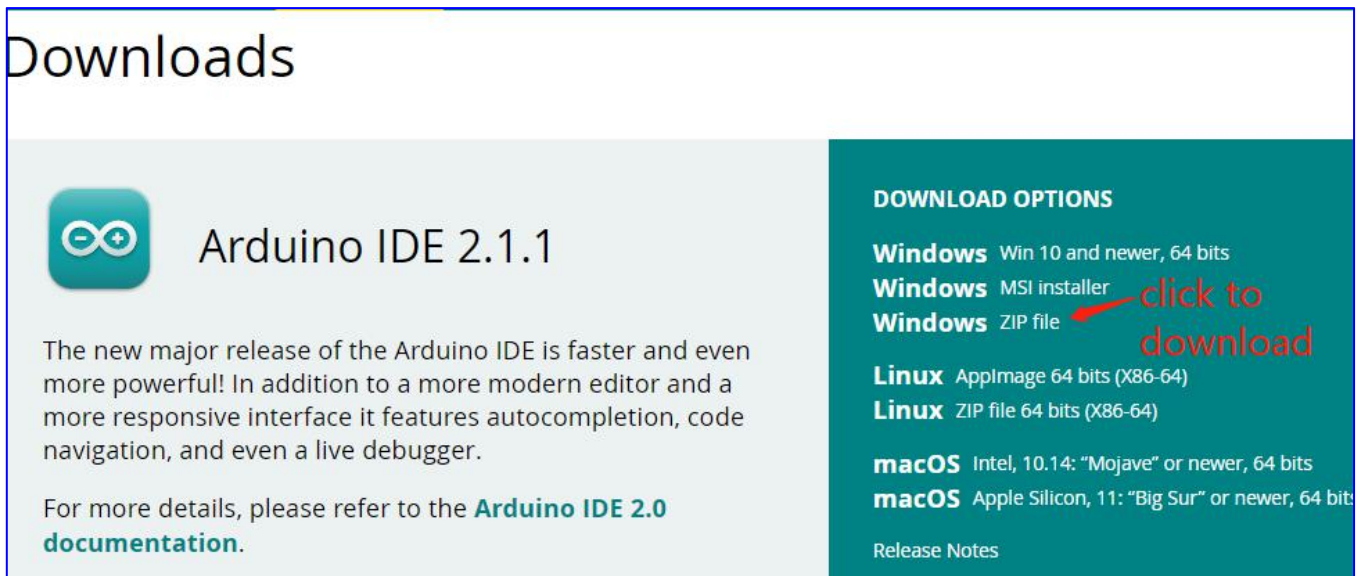 Downloads
Arduino IDE 2.1.1
The new major release of the Arduino IDE is faster and even
more powerful! In addition to a more modern editor and a
more responsive interface it features autocompletion, code
navigation, and even a live debugger.
For more details, please refer to the Arduino IDE 2.0
documentation.
DOWNLOAD OPTIONS
Windows Win 10 and newer, 64 bits
Windows MSI installer
Windows ZIP file
click to
download
Linux AppImage 64 bits (X86-64)
Linux ZIP file 64 bits (X86-64)
macOS Intel, 10.14: “Mojave” or newer, 64 bits
macOS Apple Silicon, 11: “Big Sur” or newer, 64 bits
Release Notes